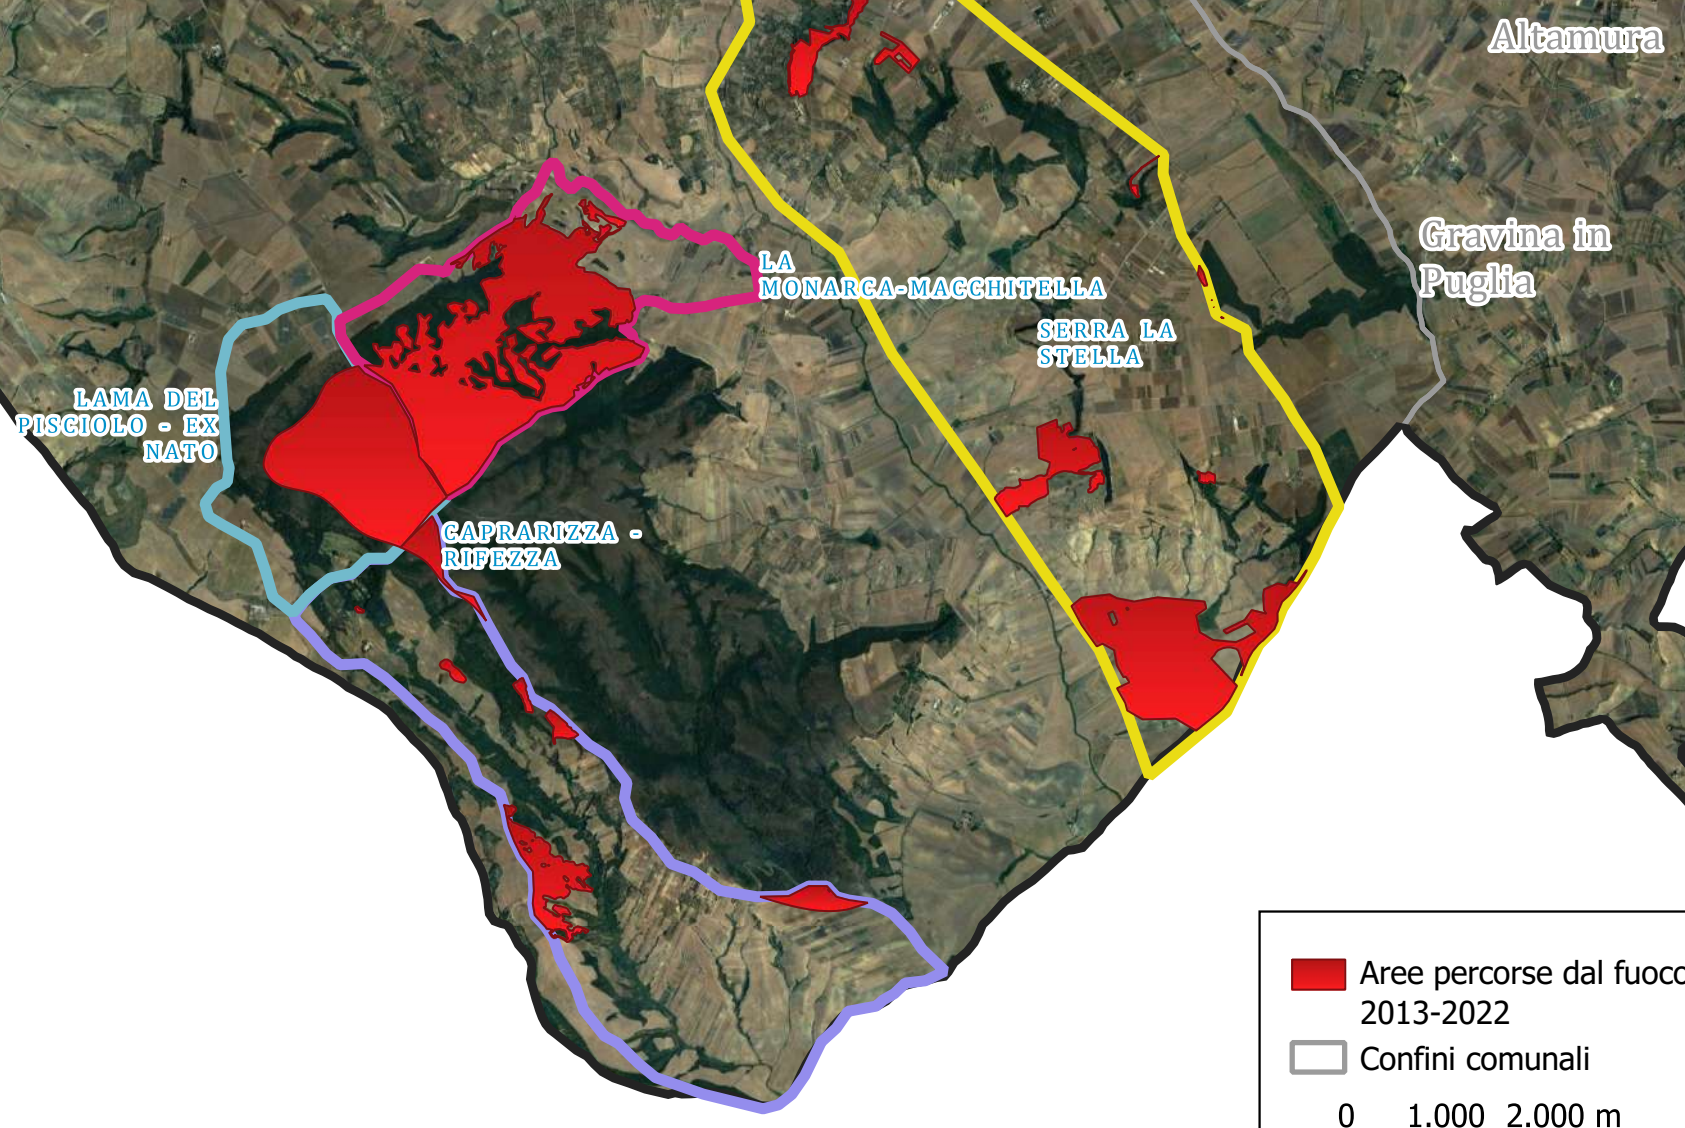 Altamura
Gravina in
Puglia
LA
MONARCA-MACCHITELLA
SERRA LA
STELLA
LAMA DEL
PISCIOLO - EX
NATO
CAPRARIZZA -
RIFEZZA
Aree percorse dal fuoco
2013-2022
Confini comunali
0 1.000 2.000 m